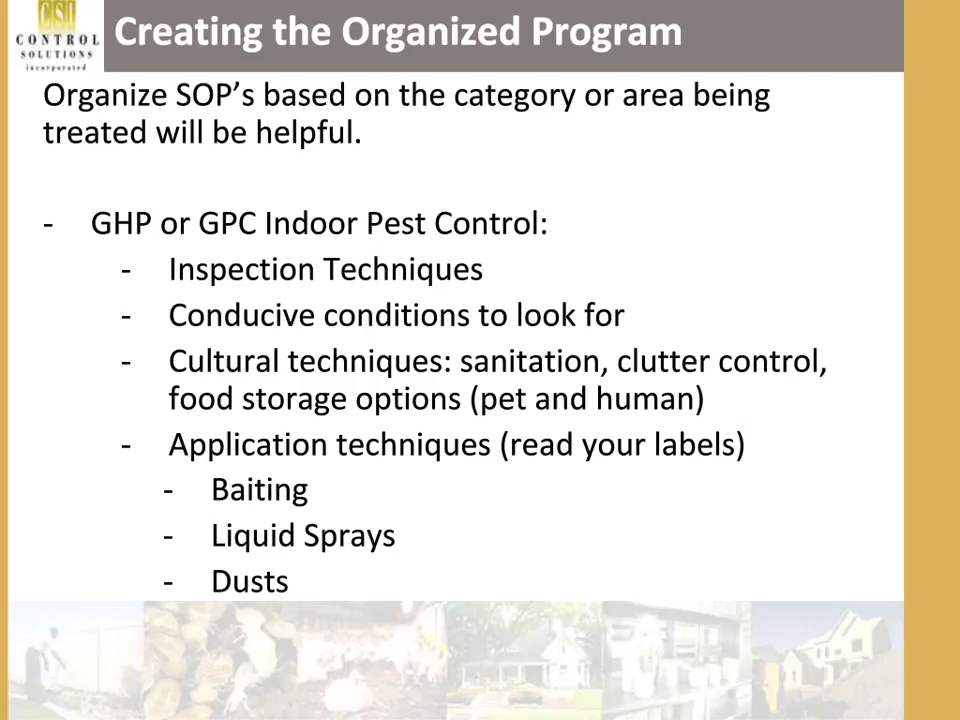 CSI
CONTROL
SOLUTIONS
incorporated
Creating the Organized Program
Organize SOP’s based on the category or area being
treated will be helpful.
- GHP or GPC Indoor Pest Control:
- Inspection Techniques
- Conducive conditions to look for
- Cultural techniques: sanitation, clutter control,
food storage options (pet and human)
- Application techniques (read your labels)
- Baiting
- Liquid Sprays
- Dusts